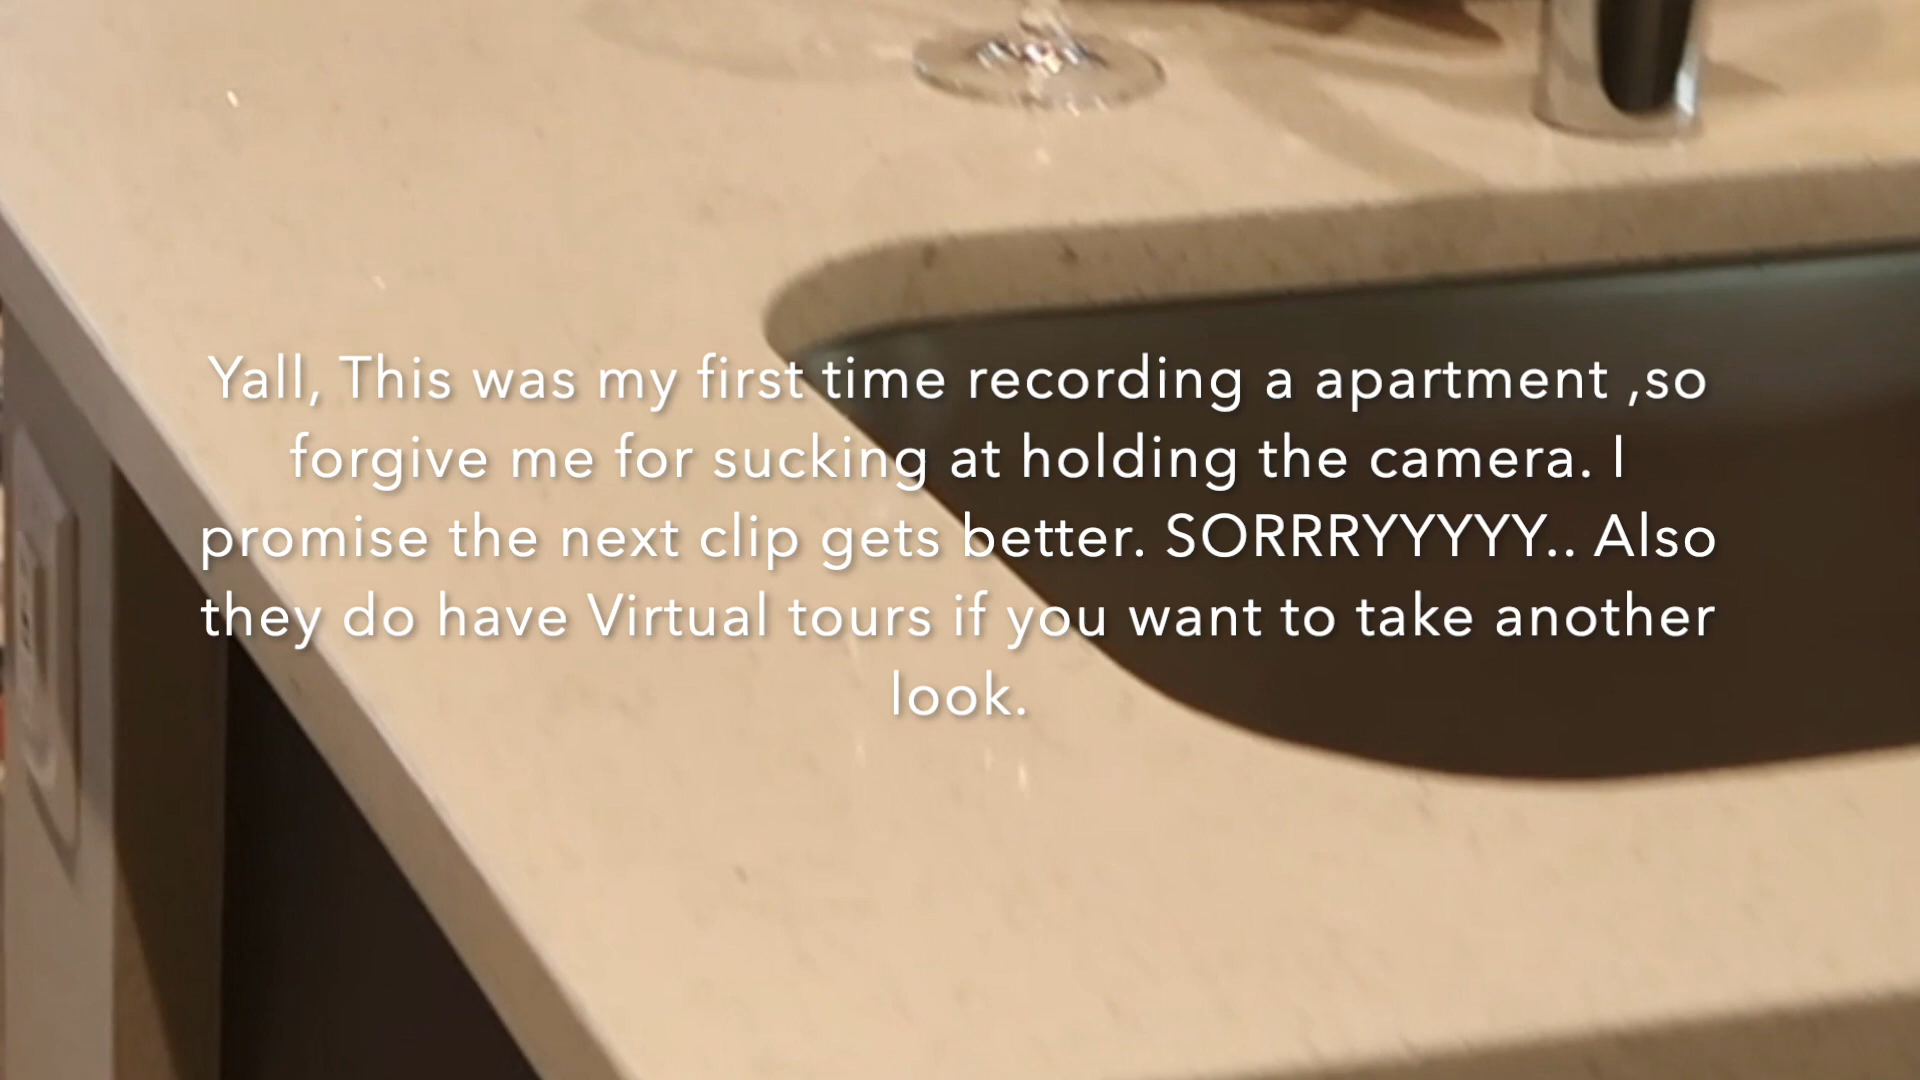 Yall, This was my first time recording a apartment ,so
forgive me for sucking at holding the camera. I
promise the next clip gets better. SORRRYYYYY.. Also
they do have Virtual tours if you want to take another
look.